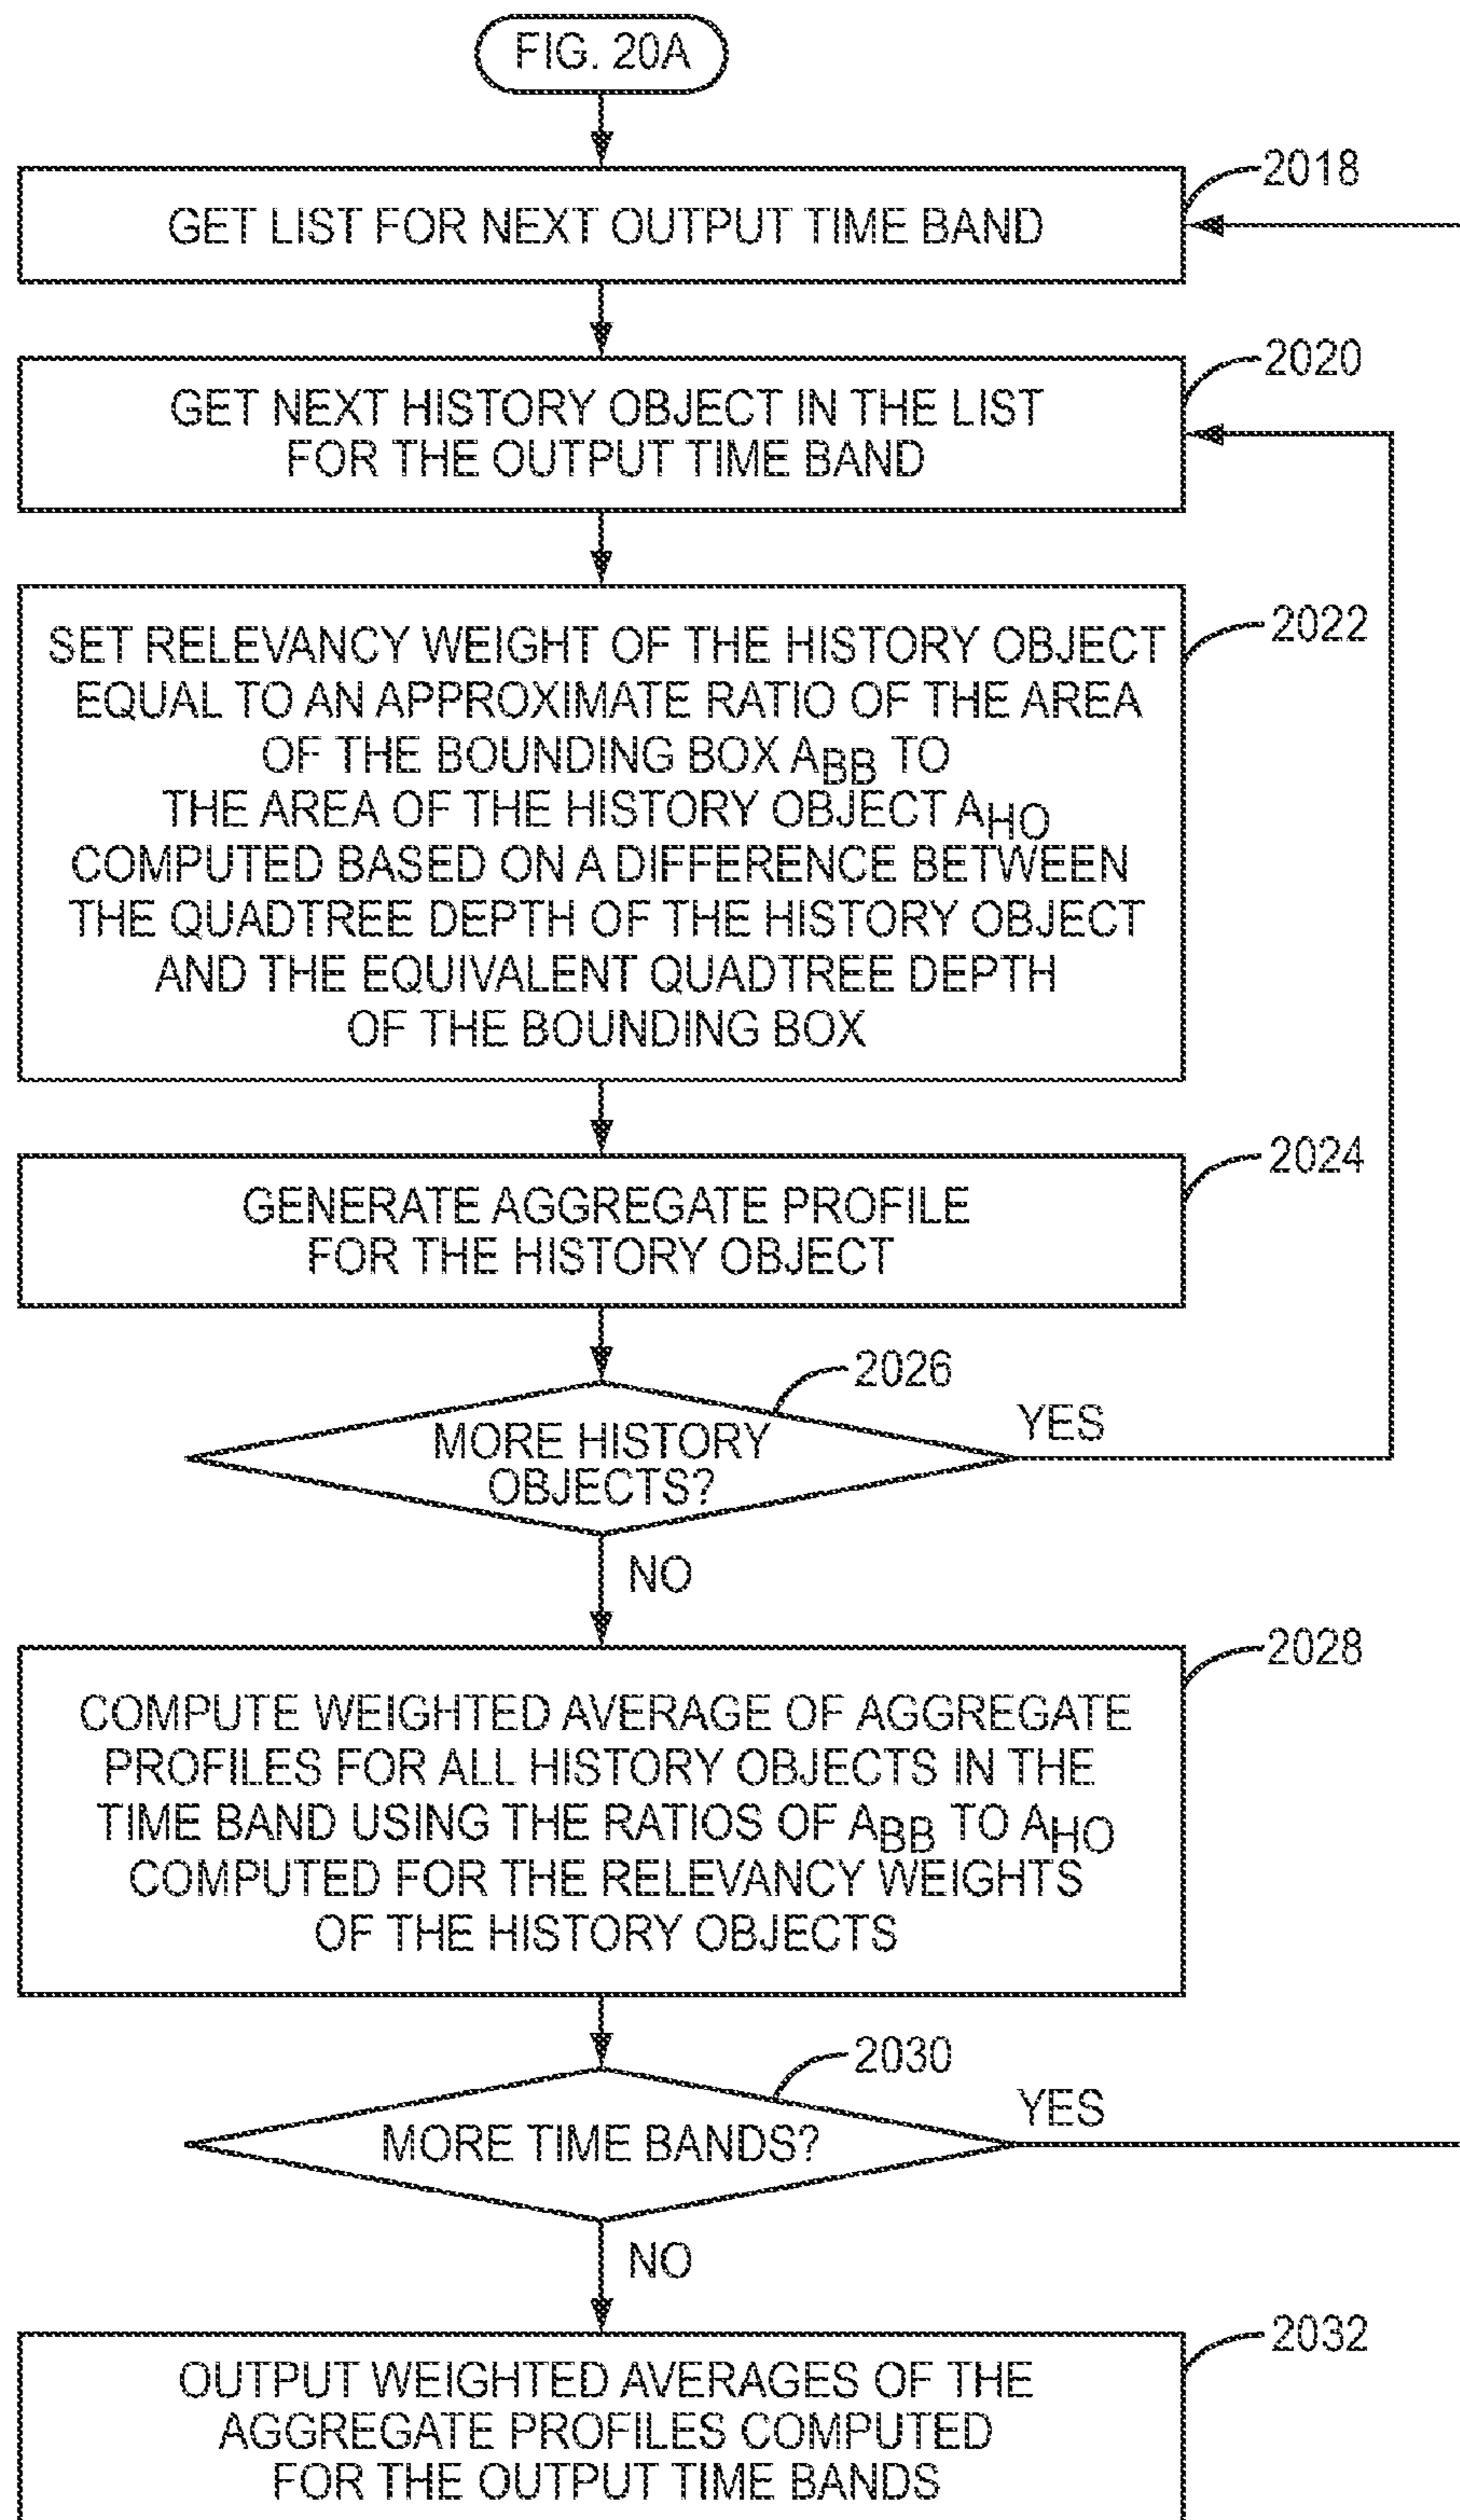 FIG. 20A
2018
GET LIST FOR NEXT OUTPUT TIME BAND
2020
GET NEXT HISTORY OBJECT IN THE LIST
FOR THE OUTPUT TIME BAND
2022
SET RELEVANCY WEIGHT OF THE HISTORY OBJECT
EQUAL TO AN APPROXIMATE RATIO OF THE AREA
OF THE BOUNDING BOX ABB TO
THE AREA OF THE HISTORY OBJECT AHO
COMPUTED BASED ON A DIFFERENCE BETWEEN
THE QUADTREE DEPTH OF THE HISTORY OBJECT
AND THE EQUIVALENT QUADTREE DEPTH
OF THE BOUNDING BOX
2024
GENERATE AGGREGATE PROFILE
FOR THE HISTORY OBJECT
2026
MORE HISTORY
OBJECTS?
YES
NO
2028
COMPUTE WEIGHTED AVERAGE OF AGGREGATE
PROFILES FOR ALL HISTORY OBJECTS IN THE
TIME BAND USING THE RATIOS OF ABB TO AHO
COMPUTED FOR THE RELEVANCY WEIGHTS
OF THE HISTORY OBJECTS
2030
MORE TIME BANDS?
YES
NO
2032
OUTPUT WEIGHTED AVERAGES OF THE
AGGREGATE PROFILES COMPUTED
FOR THE OUTPUT TIME BANDS